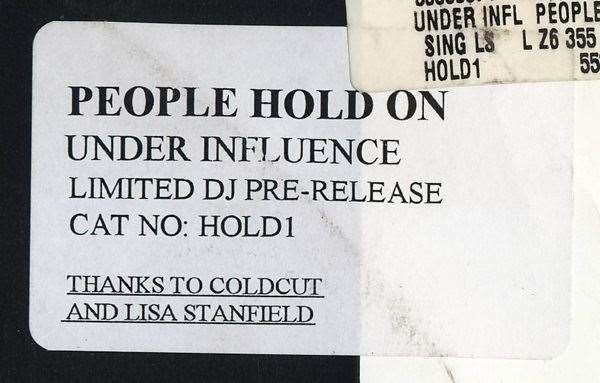 UNDER INFL PEOPLE
SING LS L Z6 355
HOLD1 55
PEOPLE HOLD ON
UNDER INFLUENCE
LIMITED DJ PRE-RELEASE
CAT NO: HOLD1
THANKS TO COLDCUT
AND LISA STANFIELD